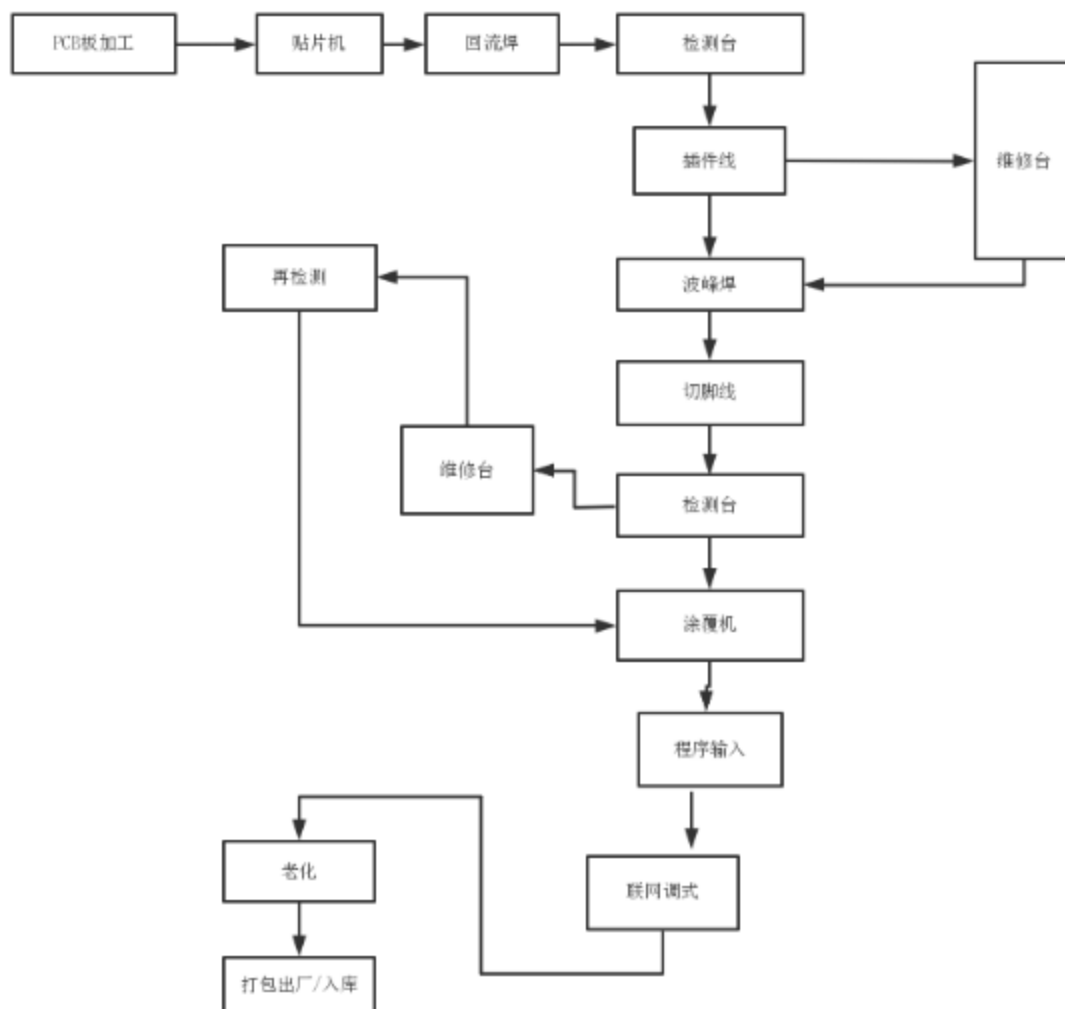 PCB板加工
贴片机
回流焊
检测台
插件线
维修台
再检测
波峰焊
切脚线
维修台
检测台
涂覆机
程序输入
老化
联网调式
打包出厂/入库